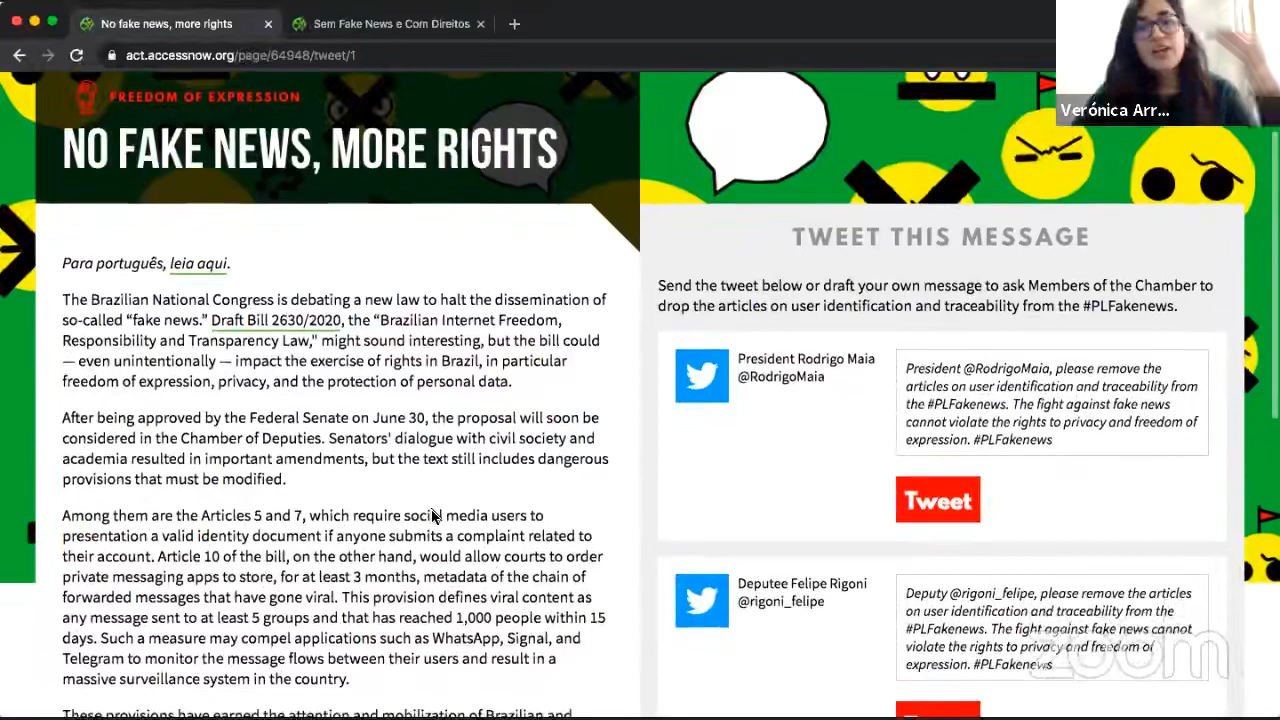 No fake news, more rights
Sem Fake News e Com Direitos
act.accessnow.org/page/64948/tweet/1
Verónica Arr...
FREEDOM OF EXPRESSION
NO FAKE NEWS, MORE RIGHTS
Para português, leia aqui.
The Brazilian National Congress is debating a new law to halt the dissemination of
so-called “fake news.” Draft Bill 2630/2020, the “Brazilian Internet Freedom,
Responsibility and Transparency Law," might sound interesting, but the bill could
— even unintentionally — impact the exercise of rights in Brazil, in particular
freedom of expression, privacy, and the protection of personal data.
After being approved by the Federal Senate on June 30, the proposal will soon be
considered in the Chamber of Deputies. Senators' dialogue with civil society and
academia resulted in important amendments, but the text still includes dangerous
provisions that must be modified.
Among them are the Articles 5 and 7, which require social media users to
presentation a valid identity document if anyone submits a complaint related to
their account. Article 10 of the bill, on the other hand, would allow courts to order
private messaging apps to store, for at least 3 months, metadata of the chain of
forwarded messages that have gone viral. This provision defines viral content as
any message sent to at least 5 groups and that has reached 1,000 people within 15
days. Such a measure may compel applications such as WhatsApp, Signal, and
Telegram to monitor the message flows between their users and result in a
massive surveillance system in the country.
These provisions have earned the attention and mobilization of Brazilian and
TWEET THIS MESSAGE
Send the tweet below or draft your own message to ask Members of the Chamber to
drop the articles on user identification and traceability from the #PLFakenews.
President Rodrigo Maia
@RodrigoMaia
President @RodrigoMaia, please remove the
articles on user identification and traceability from
the #PLFakenews. The fight against fake news
cannot violate the rights to privacy and freedom of
expression. #PLFakenews
Tweet
Deputee Felipe Rigoni
@rigoni_felipe
Deputy @rigoni_felipe, please remove the articles
on user identification and traceability from the
#PLFakenews. The fight against fake news cannot
violate the rights to privacy and freedom of
expression. #PLFakenews
zoom